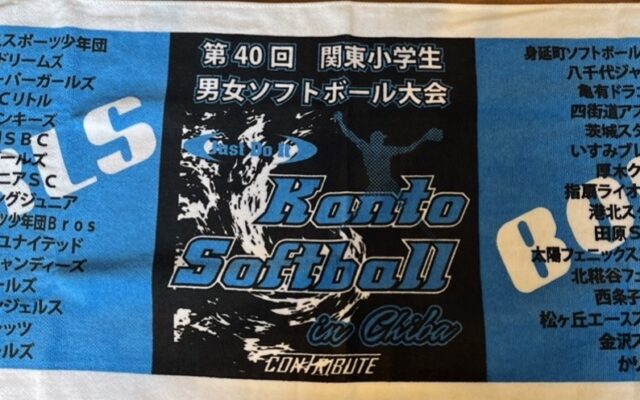 スポーツ少年団
ドリームズ
ーパーガールズ
Cリトル
ンキーズ
SBC
ールズ
ニアSC
ングジュニア
ツ少年団Bros
ユナイテッド
ャンディーズ
ールズ
ンジェルス
ッツ
ールズ
LS
第40回 関東小学生
男女ソフトボール大会
Just Do It
Kanto
Softball
in Chiba
CONTRIBUTE
BO
身延町ソフトボール
八千代ジャ
亀有ドラ
四街道ア
茨城ス
いすみブレ
厚木ク
指扇ライ
港北ス
田原S
太陽フェニックス
北糀谷フ
西条
松ヶ丘エース
金沢ス
か